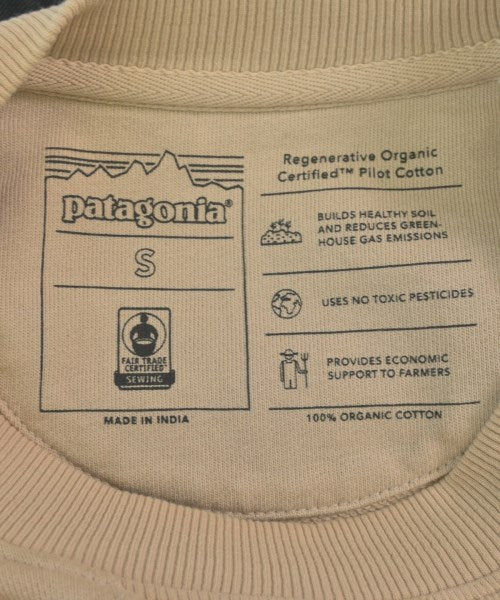 patagonia®
S
FAIR TRADE
CERTIFIED™
SEWING
MADE IN INDIA
Regenerative Organic
Certified™ Pilot Cotton
BUILDS HEALTHY SOIL
AND REDUCES GREEN-
HOUSE GAS EMISSIONS
USES NO TOXIC PESTICIDES
PROVIDES ECONOMIC
SUPPORT TO FARMERS
100% ORGANIC COTTON